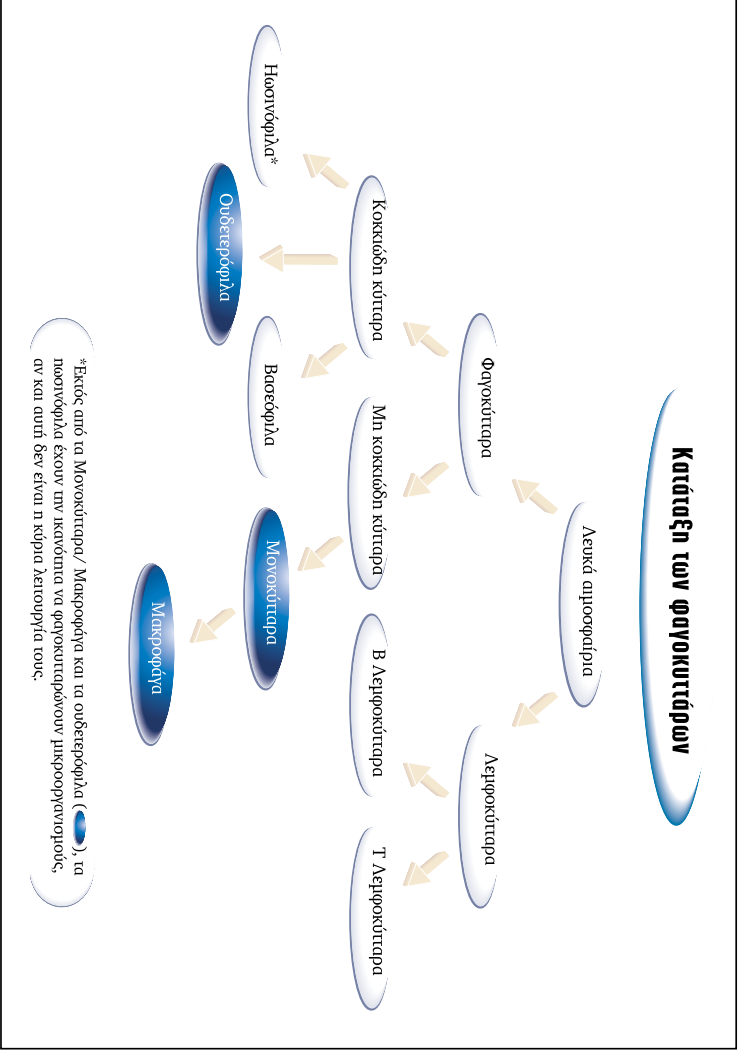 Κατάταξη των φαγοκυττάρων
Λευκά αιμοσφαίρια
Φαγοκύτταρα
Λεμφοκύτταρα
Κοκκιώδη κύτταρα
Μη κοκκιώδη κύτταρα
Β Λεμφοκύτταρα
Τ Λεμφοκύτταρα
Ηωσινόφιλα*
Ουδετερόφιλα
Βασεόφιλα
Μονοκύτταρα
Μακροφάγα
*Εκτός από τα Μονοκύτταρα/ Μακροφάγα και τα ουδετερόφιλα ( ), τα
ηωσινόφιλα έχουν την ικανότητα να φαγοκυτταρώνουν μικροοργανισμούς,
αν και αυτή δεν είναι η κύρια λειτουργία τους.